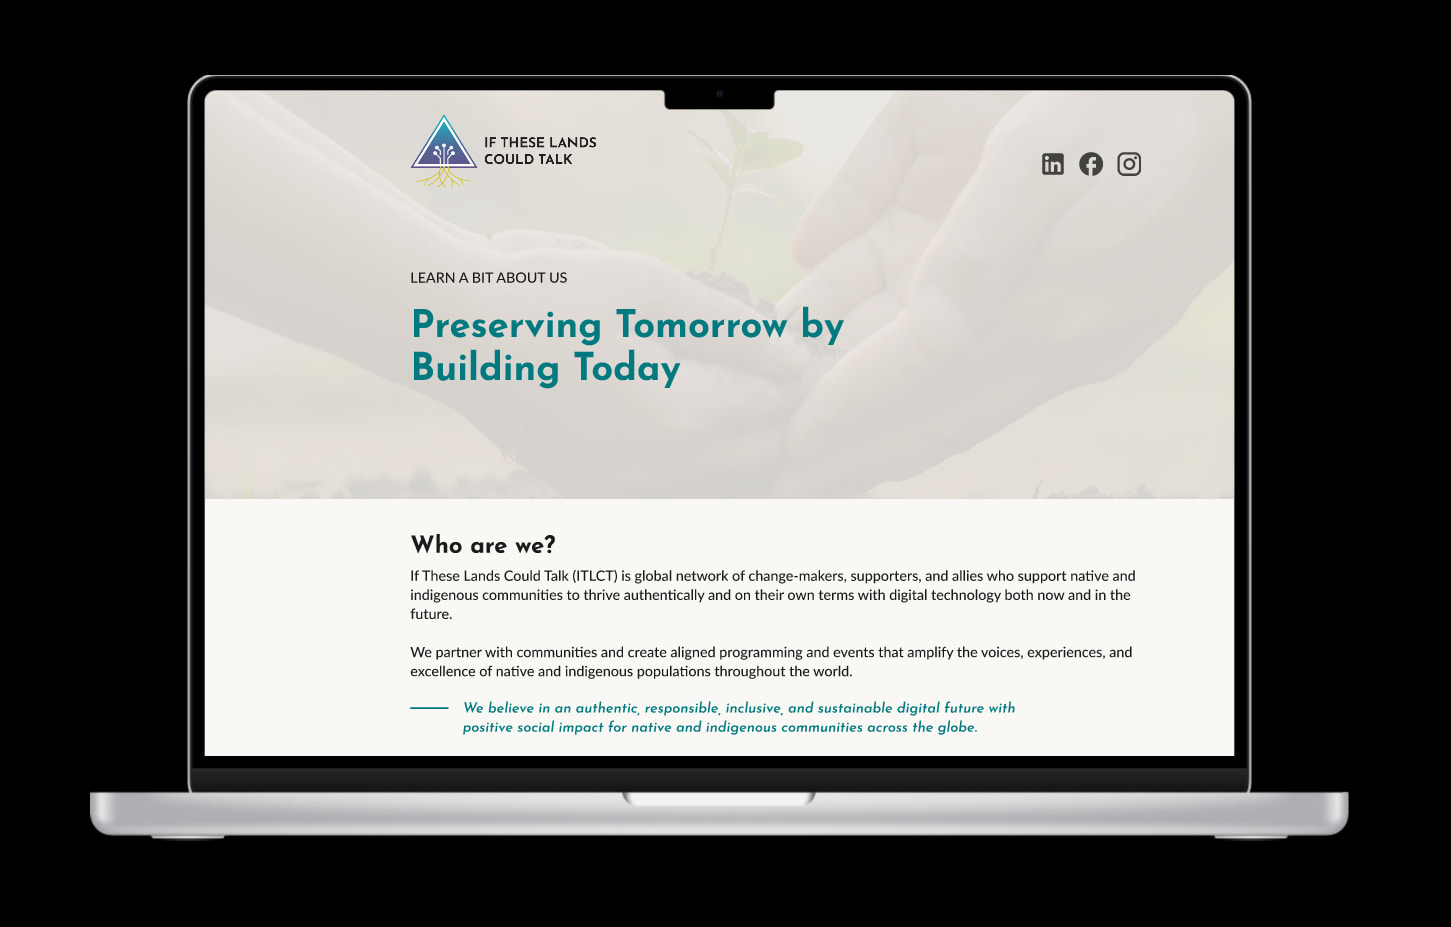 IF THESE LANDS
COULD TALK
LEARN A BIT ABOUT US
Preserving Tomorrow by
Building Today
Who are we?
If These Lands Could Talk (ITLCT) is global network of change-makers, supporters, and allies who support native and
indigenous communities to thrive authentically and on their own terms with digital technology both now and in the
future.
We partner with communities and create aligned programming and events that amplify the voices, experiences, and
excellence of native and indigenous populations throughout the world.
We believe in an authentic, responsible, inclusive, and sustainable digital future with
positive social impact for native and indigenous communities across the globe.